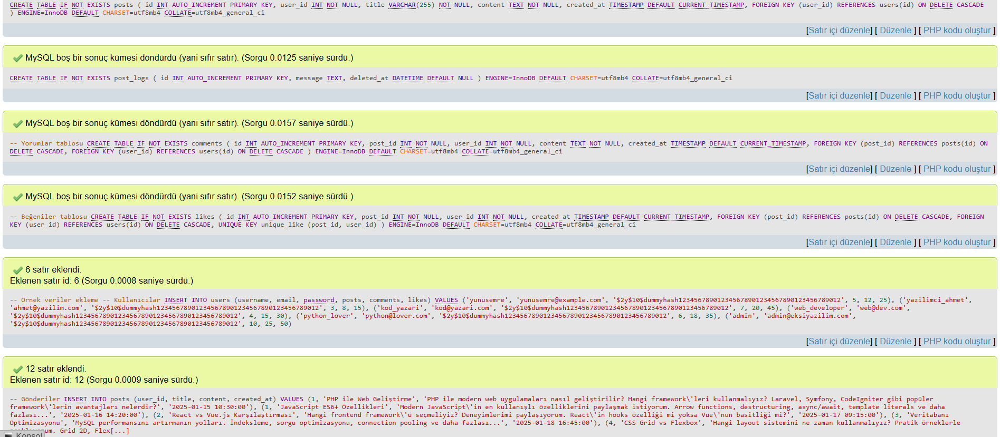 CREATE TABLE IF NOT EXISTS posts ( id INT AUTO_INCREMENT PRIMARY KEY, user_id INT NOT NULL, title VARCHAR(255) NOT NULL, content TEXT NOT NULL, created_at TIMESTAMP DEFAULT CURRENT_TIMESTAMP, FOREIGN KEY (user_id) REFERENCES users(id) ON DELETE CASCADE
) ENGINE=InnoDB DEFAULT CHARSET=utf8mb4 COLLATE=utf8mb4_general_ci
[Satır içi düzenle] [ Düzenle ] [ PHP kodu oluştur ]
MySQL boş bir sonuç kümesi döndürdü (yani sıfır satır). (Sorgu 0.0125 saniye sürdü.)
CREATE TABLE IF NOT EXISTS post_logs ( id INT AUTO_INCREMENT PRIMARY KEY, message TEXT, deleted_at DATETIME DEFAULT NULL ) ENGINE=InnoDB DEFAULT CHARSET=utf8mb4 COLLATE=utf8mb4_general_ci
[Satır içi düzenle] [ Düzenle ] [ PHP kodu oluştur ]
MySQL boş bir sonuç kümesi döndürdü (yani sıfır satır). (Sorgu 0.0157 saniye sürdü.)
-- Yorumlar tablosu CREATE TABLE IF NOT EXISTS comments ( id INT AUTO_INCREMENT PRIMARY KEY, post_id INT NOT NULL, user_id INT NOT NULL, content TEXT NOT NULL, created_at TIMESTAMP DEFAULT CURRENT_TIMESTAMP, FOREIGN KEY (post_id) REFERENCES posts(id) ON
DELETE CASCADE, FOREIGN KEY (user_id) REFERENCES users(id) ON DELETE CASCADE ) ENGINE=InnoDB DEFAULT CHARSET=utf8mb4 COLLATE=utf8mb4_general_ci
[Satır içi düzenle] [ Düzenle ] [ PHP kodu oluştur ]
MySQL boş bir sonuç kümesi döndürdü (yani sıfır satır). (Sorgu 0.0152 saniye sürdü.)
-- Beğeniler tablosu CREATE TABLE IF NOT EXISTS likes ( id INT AUTO_INCREMENT PRIMARY KEY, post_id INT NOT NULL, user_id INT NOT NULL, created_at TIMESTAMP DEFAULT CURRENT_TIMESTAMP, FOREIGN KEY (post_id) REFERENCES posts(id) ON DELETE CASCADE, FOREIGN
KEY (user_id) REFERENCES users(id) ON DELETE CASCADE, UNIQUE KEY unique_like (post_id, user_id) ) ENGINE=InnoDB DEFAULT CHARSET=utf8mb4 COLLATE=utf8mb4_general_ci
[Satır içi düzenle] [ Düzenle ] [ PHP kodu oluştur ]
6 satır eklendi.
Eklenen satır id: 6 (Sorgu 0.0008 saniye sürdü.)
-- Örnek veriler ekleme -- Kullanıcılar INSERT INTO users (username, email, password, posts, comments, likes) VALUES ('yunusemre', 'yunusemre@example.com', '$2y$10$dummyhash1234567890123456789012345678901234567890123456789012', 5, 12, 25), ('yazilimci_ahmet',
'ahmet@yazilim.com', '$2y$10$dummyhash1234567890123456789012345678901234567890123456789012', 3, 8, 15), ('kod_yazari', 'kod@yazari.com', '$2y$10$dummyhash1234567890123456789012345678901234567890123456789012', 7, 20, 45), ('web_developer', 'web@dev.com',
'$2y$10$dummyhash1234567890123456789012345678901234567890123456789012', 4, 15, 30), ('python_lover', 'python@lover.com', '$2y$10$dummyhash1234567890123456789012345678901234567890123456789012', 6, 18, 35), ('admin', 'admin@eksiyazilim.com',
'$2y$10$dummyhash1234567890123456789012345678901234567890123456789012', 10, 25, 50)
[Satır içi düzenle] [ Düzenle ] [ PHP kodu oluştur ]
12 satır eklendi.
Eklenen satır id: 12 (Sorgu 0.0009 saniye sürdü.)
-- Gönderiler INSERT INTO posts (user_id, title, content, created_at) VALUES (1, 'PHP ile Web Geliştirme', 'PHP ile modern web uygulamaları nasıl geliştirilir? Hangi framework\'leri kullanmalıyız? Laravel, Symfony, CodeIgniter gibi popüler
framework\'lerin avantajları nelerdir?', '2025-01-15 10:30:00'), (1, 'JavaScript ES6+ Özellikleri', 'Modern JavaScript\'in en kullanışlı özelliklerini paylaşmak istiyorum. Arrow functions, destructuring, async/await, template literals ve daha
fazlası...', '2025-01-16 14:20:00'), (2, 'React vs Vue.js Karşılaştırması', 'Hangi frontend framework\'ü seçmeliyiz? Deneyimlerimi paylaşıyorum. React\'in hooks özelliği mi yoksa Vue\'nun basitliği mi?', '2025-01-17 09:15:00'), (3, 'Veritabanı
Optimizasyonu', 'MySQL performansını artırmanın yolları. İndeksleme, sorgu optimizasyonu, connection pooling ve daha fazlası...', '2025-01-18 16:45:00'), (4, 'CSS Grid vs Flexbox', 'Hangi layout sistemini ne zaman kullanmalıyız? Pratik örneklerle
Grid 2D, Flex[...]
Konsol